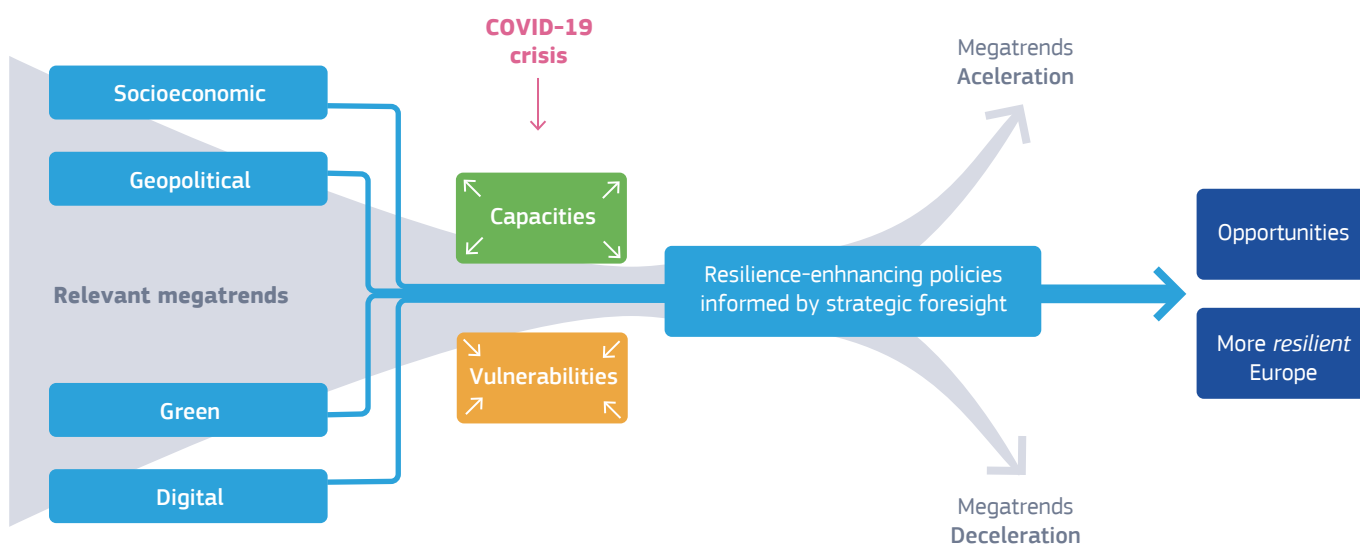 COVID-19
crisis
Megatrends
Aceleration
Socioeconomic
Geopolitical
Relevant megatrends
Green
Digital
Capacities
Vulnerabilities
Resilience-enhnancing policies
informed by strategic foresight
Opportunities
More resilient
Europe
Megatrends
Deceleration